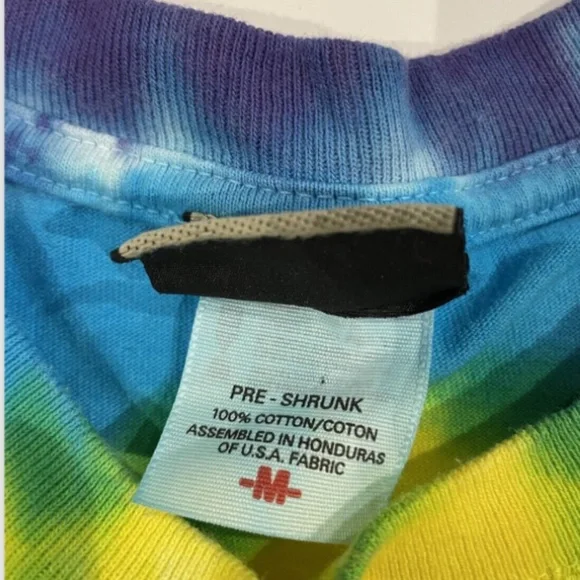 PRE - SHRUNK
100% COTTON/COTON
ASSEMBLED IN HONDURAS
OF U.S.A. FABRIC
-M-